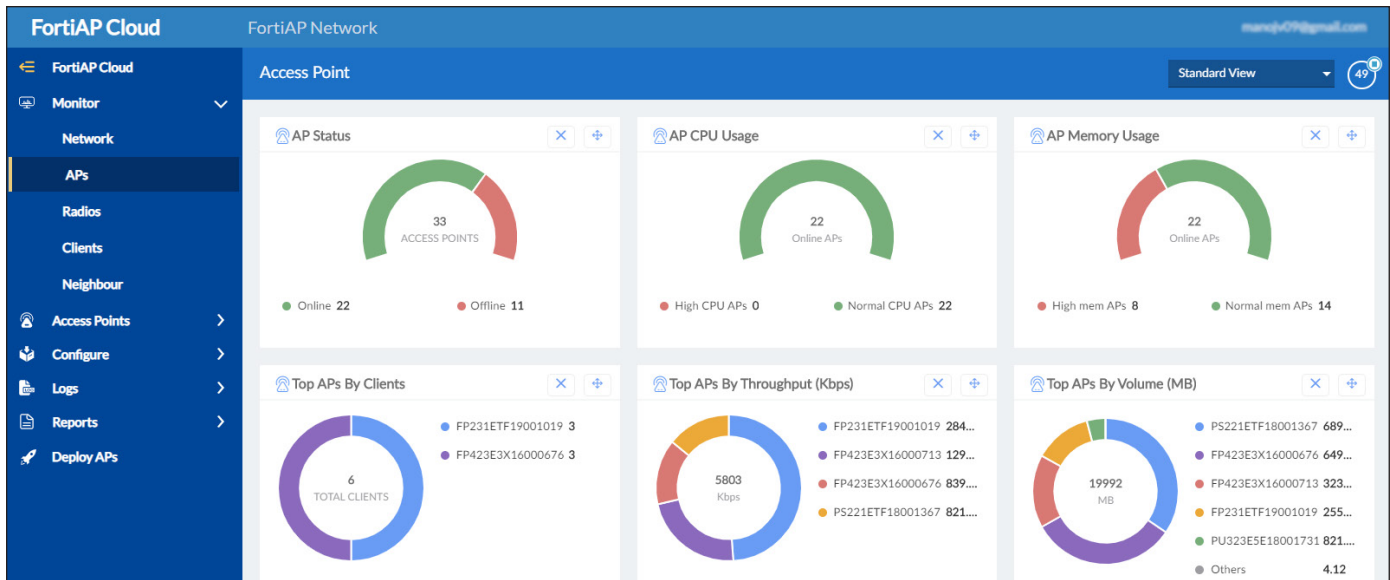 FortiAP Cloud
FortiAP Network
FortiAP Cloud
Monitor
Network
APs
Radios
Clients
Neighbour
Access Points
Configure
Logs
Reports
Deploy APs
Access Point
Standard View
49
AP Status
33
ACCESS POINTS
Online 22
Offline 11
AP CPU Usage
22
Online APs
High CPU APs 0
Normal CPU APs 22
AP Memory Usage
22
Online APs
High mem APs 8
Normal mem APs 14
Top APs By Clients
6
TOTAL CLIENTS
FP231ETF19001019 3
FP423E3X16000676 3
Top APs By Throughput (Kbps)
5803
Kbps
FP231ETF19001019 284...
FP423E3X16000713 129...
FP423E3X16000676 839....
PS221ETF18001367 821....
Top APs By Volume (MB)
19992
MB
PS221ETF18001367 689...
FP423E3X16000676 649...
FP423E3X16000713 323...
FP231ETF19001019 255...
PU323E5E18001731 821....
Others 4.12